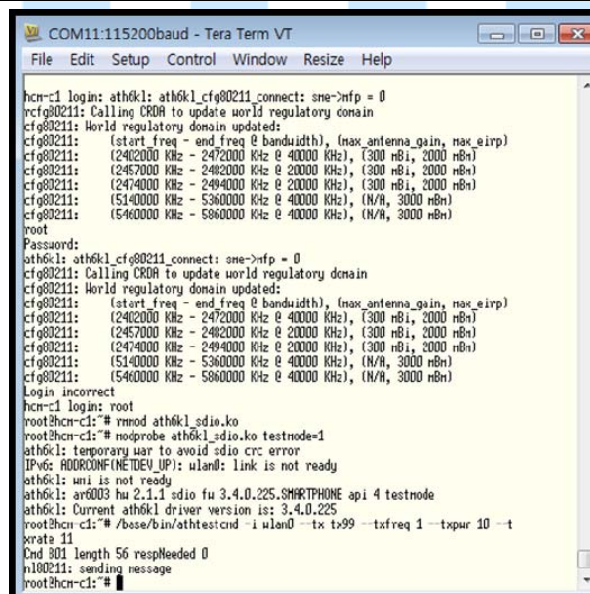 COM11:115200baud - Tera Term VT
File Edit Setup Control Window Resize Help
hcm-c1 login: ath6kl: ath6kl_cfg80211_connect: sme->mfp = 0
rcfg80211: Calling CRDA to update world regulatory domain
cfg80211: World regulatory domain updated:
cfg80211: (start_freq - end_freq @ bandwidth), (max_antenna_gain, max_eirp)
cfg80211: (2402000 KHz - 2472000 KHz @ 40000 KHz), (300 mBi, 2000 mBm)
cfg80211: (2457000 KHz - 2482000 KHz @ 20000 KHz), (300 mBi, 2000 mBm)
cfg80211: (2474000 KHz - 2494000 KHz @ 20000 KHz), (300 mBi, 2000 mBm)
cfg80211: (5140000 KHz - 5360000 KHz @ 40000 KHz), (N/A, 3000 mBm)
cfg80211: (5460000 KHz - 5860000 KHz @ 40000 KHz), (N/A, 3000 mBm)
root
Password:
ath6kl: ath6kl_cfg80211_connect: sme->mfp = 0
cfg80211: Calling CRDA to update world regulatory domain
cfg80211: World regulatory domain updated:
cfg80211: (start_freq - end_freq @ bandwidth), (max_antenna_gain, max_eirp)
cfg80211: (2402000 KHz - 2472000 KHz @ 40000 KHz), (300 mBi, 2000 mBm)
cfg80211: (2457000 KHz - 2482000 KHz @ 20000 KHz), (300 mBi, 2000 mBm)
cfg80211: (2474000 KHz - 2494000 KHz @ 20000 KHz), (300 mBi, 2000 mBm)
cfg80211: (5140000 KHz - 5360000 KHz @ 40000 KHz), (N/A, 3000 mBm)
cfg80211: (5460000 KHz - 5860000 KHz @ 40000 KHz), (N/A, 3000 mBm)
Login incorrect
hcm-c1 login: root
root@hcm-c1:~# rmmod ath6kl_sdio.ko
root@hcm-c1:~# modprobe ath6kl_sdio.ko testmode=1
ath6kl: temporary war to avoid sdio crc error
IPv6: ADDRCONF(NETDEV_UP): wlan0: link is not ready
ath6kl: wmi is not ready
ath6kl: ar6003 hw 2.1.1 sdio fw 3.4.0.225.SMARTPHONE api 4 testmode
ath6kl: Current ath6kl driver version is: 3.4.0.225
root@hcm-c1:~# /base/bin/athtestcmd -i wlan0 --tx tx99 --txfreq 1 --txpwr 10 --t
xrate 11
Cmd 801 length 56 respNeeded 0
nl80211: sending message
root@hcm-c1:~#